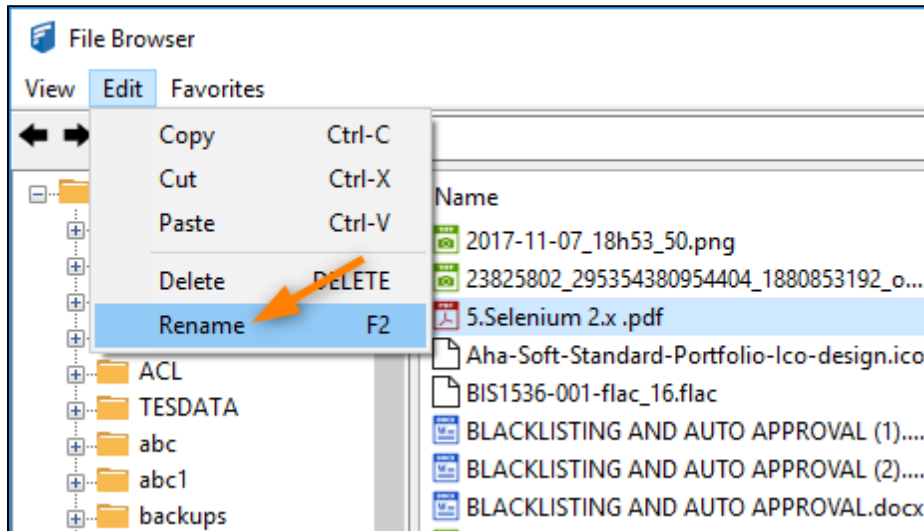 File Browser
View Edit Favorites
Copy Ctrl-C
Cut Ctrl-X
Paste Ctrl-V
Delete DELETE
Rename F2
ACL
TESDATA
abc
abc1
backups
Name
2017-11-07_18h53_50.png
23825802_295354380954404_1880853192_o...
5.Selenium 2.x .pdf
Aha-Soft-Standard-Portfolio-Ico-design.ico
BIS1536-001-flac_16.flac
BLACKLISTING AND AUTO APPROVAL (1)....
BLACKLISTING AND AUTO APPROVAL (2)....
BLACKLISTING AND AUTO APPROVAL.docx